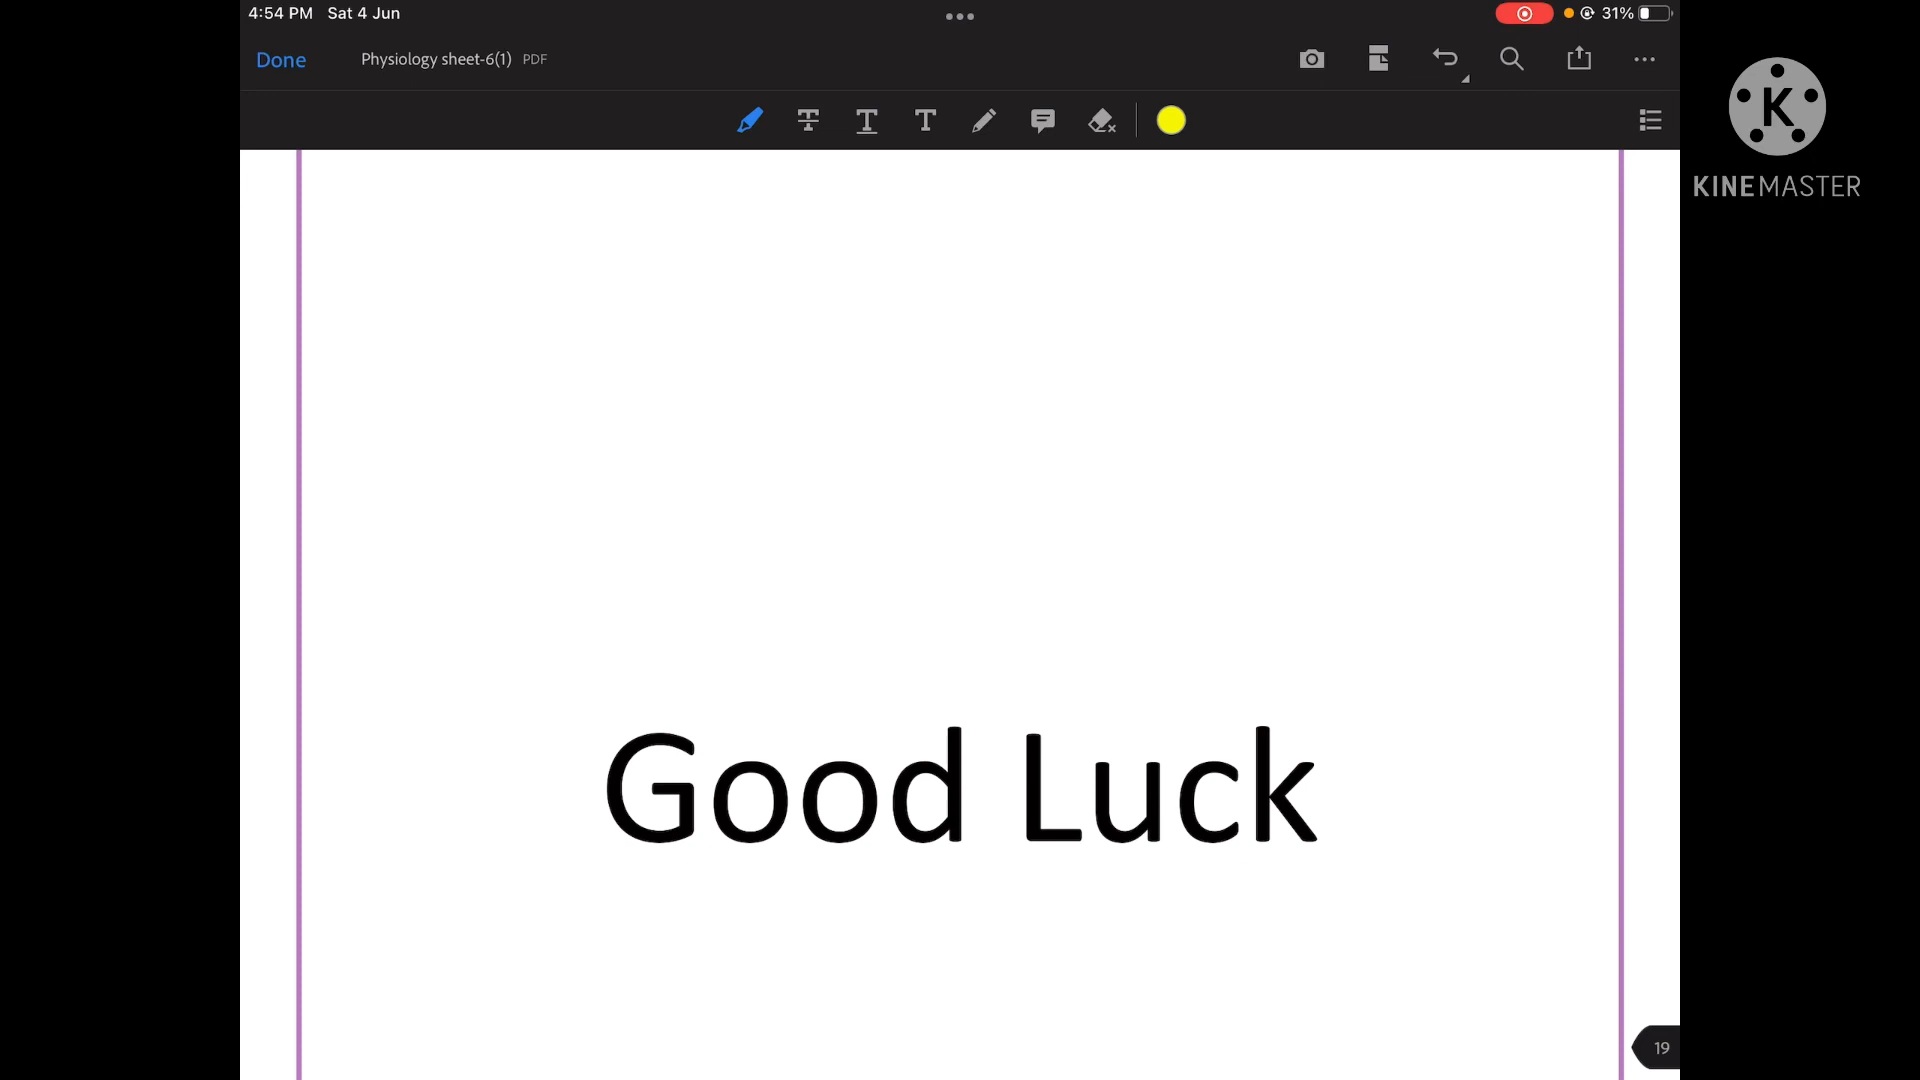 4:54 PM Sat 4 Jun
31%
Done
Physiology sheet-6(1) PDF
K
KINEMASTER
Good Luck
19